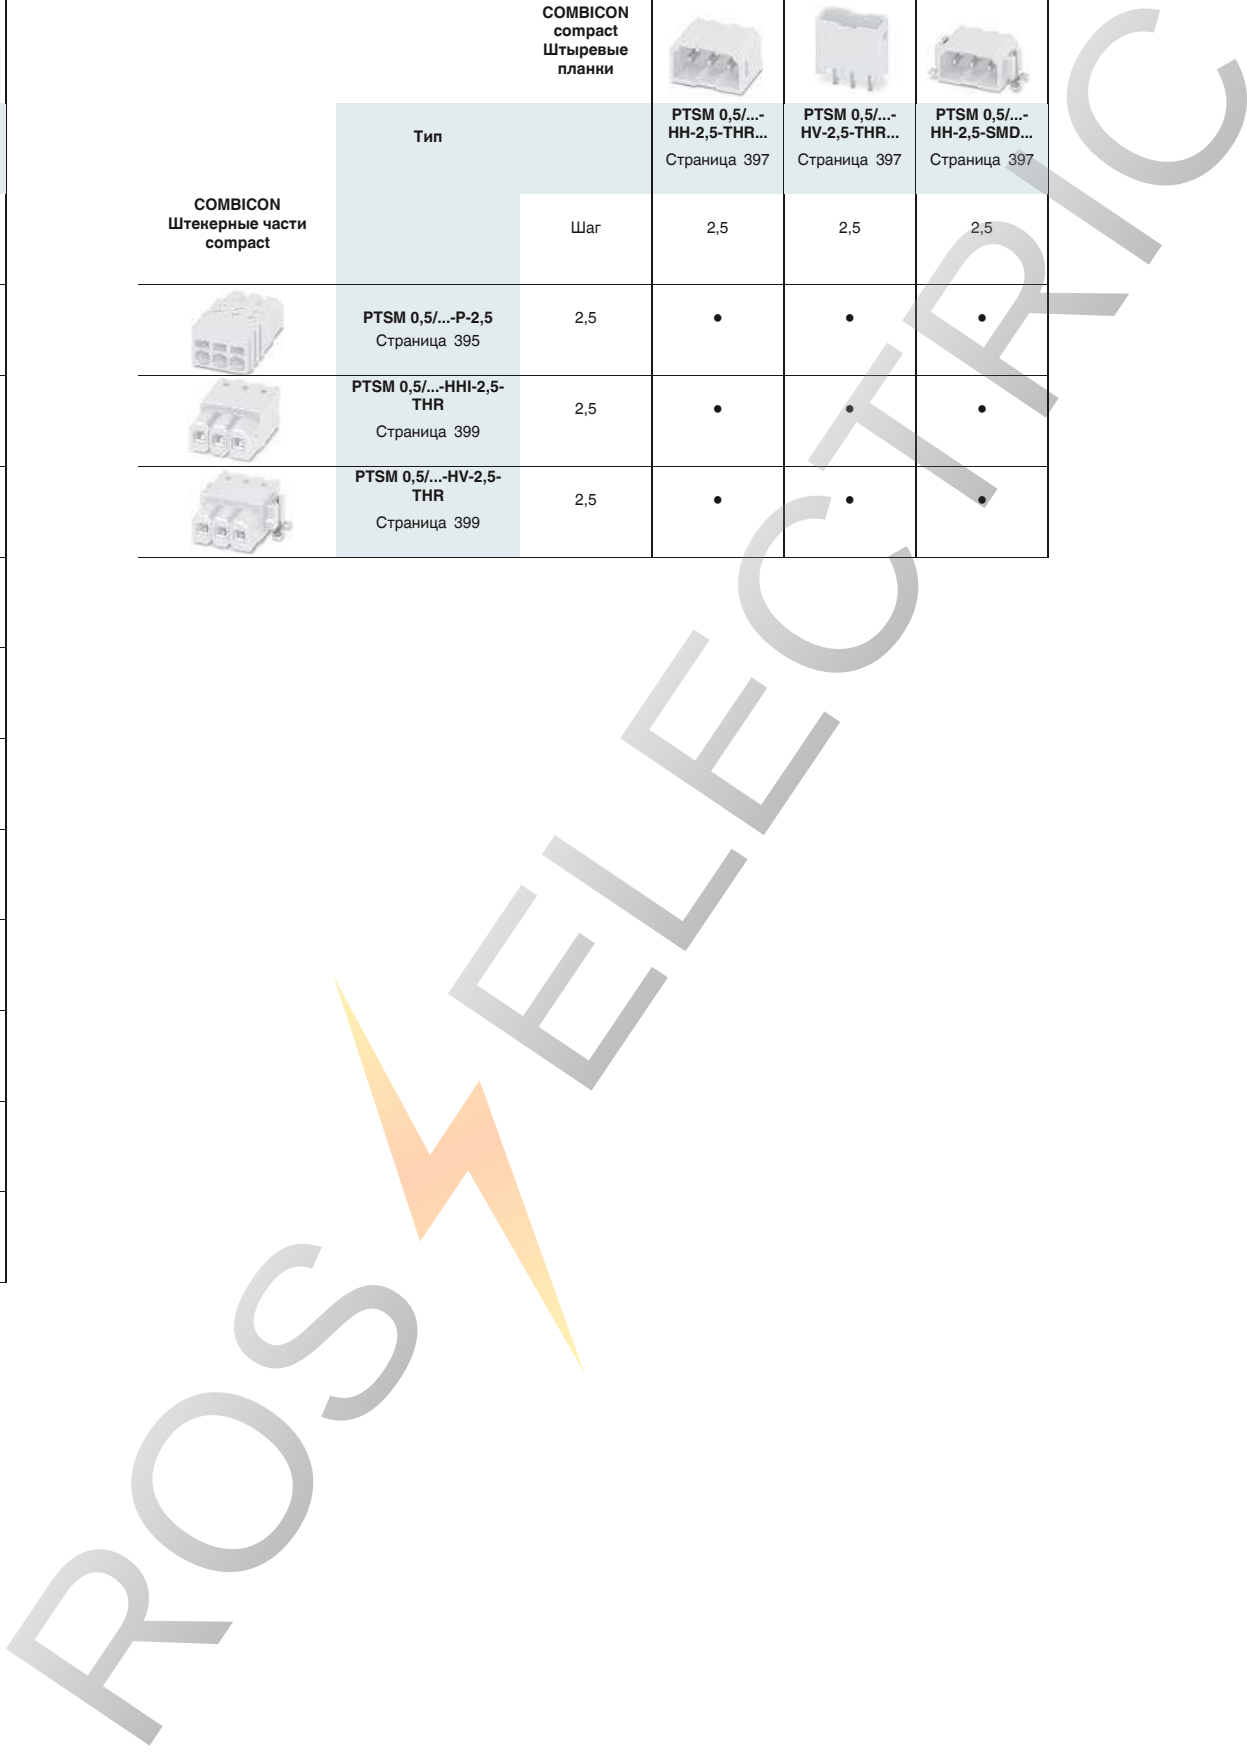 COMBICON
compact
Штыревые
планки
Тип
PTSM 0,5/...-
HH-2,5-THR...
Страница 397
PTSM 0,5/...-
HV-2,5-THR...
Страница 397
PTSM 0,5/...-
HH-2,5-SMD...
Страница 397
COMBICON
Штекерные части
compact
Шаг
2,5
2,5
2,5
PTSM 0,5/...-P-2,5
Страница 395
2,5
• • •
PTSM 0,5/...-HHI-2,5-
THR
Страница 399
2,5
• • •
PTSM 0,5/...-HV-2,5-
THR
Страница 399
2,5
• • •
ROS ELECTRIC